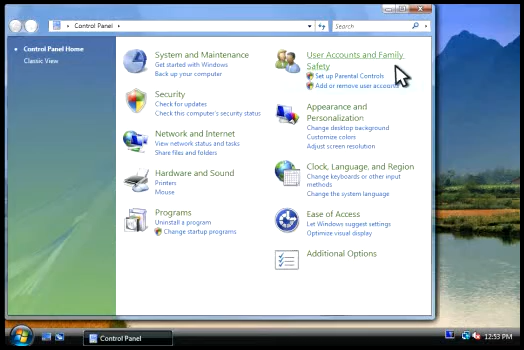 Control Panel
Search
Control Panel Home
Classic View
System and Maintenance
Get started with Windows
Back up your computer
Security
Check for updates
Check this computer's security status
Network and Internet
View network status and tasks
Share files and folders
Hardware and Sound
Printers
Mouse
Programs
Uninstall a program
Change startup programs
User Accounts and Family
Safety
Set up Parental Controls
Add or remove user accounts
Appearance and
Personalization
Change desktop background
Customize colors
Adjust screen resolution
Clock, Language, and Region
Change keyboards or other input
methods
Change the system language
Ease of Access
Let Windows suggest settings
Optimize visual display
Additional Options
Control Panel
12:53 PM